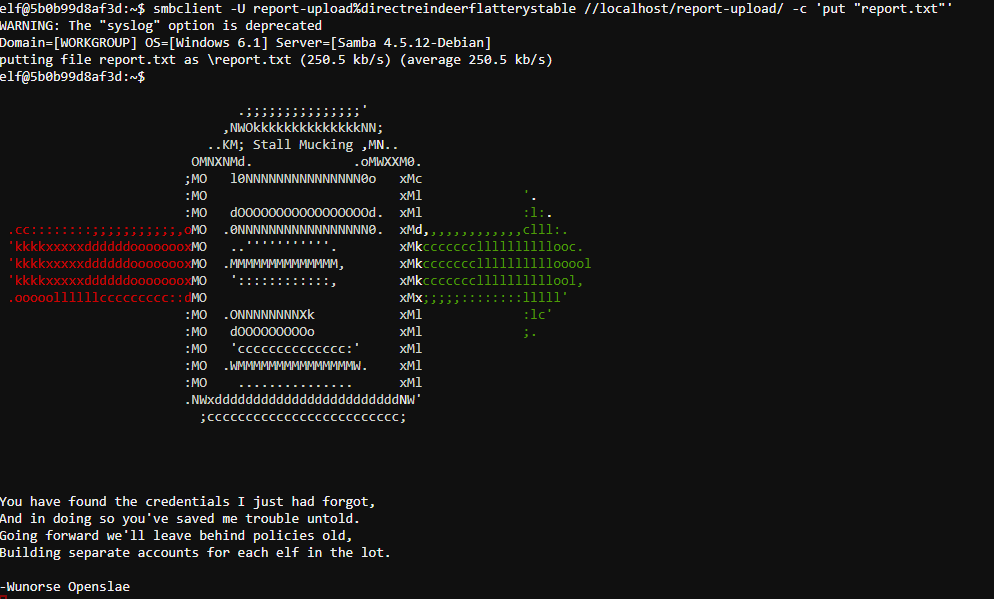 elf@5b0b99d8af3d:~$ smbclient -U report-upload%directreindeerflatterystable //localhost/report-upload/ -c 'put "report.txt"'
WARNING: The "syslog" option is deprecated
Domain=[WORKGROUP] OS=[Windows 6.1] Server=[Samba 4.5.12-Debian]
putting file report.txt as \report.txt (250.5 kb/s) (average 250.5 kb/s)
elf@5b0b99d8af3d:~$
.;;;;;;;;;;;;;;;'
,NWOkkkkkkkkkkkkkkNN;
..KM; Stall Mucking ,MN..
OMNXNMd.             .oMWXXM0.
;MO   l0NNNNNNNNNNNNNNN0o   xMc
:MO                         xMl             '.
:MO   dOOOOOOOOOOOOOOOOOd.  xMl             :l:.
.cc::::::::;;;;;;;;;;;,oMO  .0NNNNNNNNNNNNNNNNN0.  xMd,,,,,,,,,,,,,clll:.
'kkkkxxxxxddddddoooooooxMO   ..'''''''''''.        xMkcccccccllllllllllooc.
'kkkkxxxxxddddddoooooooxMO  .MMMMMMMMMMMMMM,       xMkcccccccllllllllllooool
'kkkkxxxxxddddddoooooooxMO   '::::::::::::,        xMkcccccccllllllllllool,
.ooooollllllccccccccc::dMO                         xMx;;;;;::::::::lllll'
:MO  .ONNNNNNNNXk           xMl             :lc'
:MO   dOOOOOOOOOo           xMl             ;.
:MO   'cccccccccccccc:'     xMl
:MO  .WMMMMMMMMMMMMMMMW.    xMl
:MO    ...............      xMl
.NWxddddddddddddddddddddddddNW'
;ccccccccccccccccccccccccc;
You have found the credentials I just had forgot,
And in doing so you've saved me trouble untold.
Going forward we'll leave behind policies old,
Building separate accounts for each elf in the lot.
-Wunorse Openslae